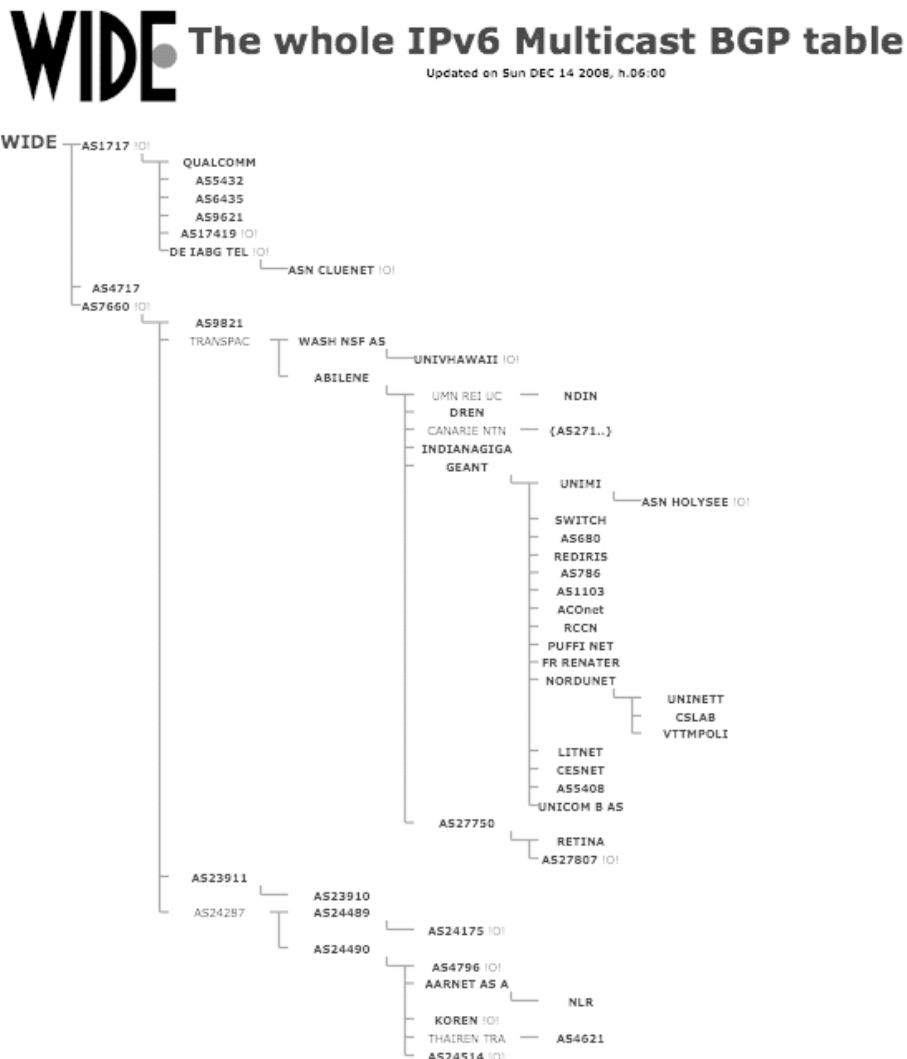 WIDE The whole IPv6 Multicast BGP table
Updated on Sun DEC 14 2008, h.06:00
WIDE AS1717 !O!
QUALCOMM
AS5432
AS6435
AS9621
AS17419 !O!
DE IABG TEL !O!
ASN CLUENET !O!
AS4717
AS7660 !O!
AS9821
TRANSPAC WASH NSF AS
UNIVHAWAII !O!
ABILENE
UMN REI UC NDIN
DREN
CANARIE NTN {AS271..}
INDIANAGIGA
GEANT
UNIMI
ASN HOLYSEE !O!
SWITCH
AS680
REDIRIS
AS786
AS1103
ACOnet
RCCN
PUFFI NET
FR RENATER
NORDUNET
UNINETT
CSLAB
VTTMPOLI
LITNET
CESNET
AS5408
UNICOM B AS
AS27750
RETINA
AS27807 !O!
AS23911
AS23910
AS24287 AS24489
AS24175 !O!
AS24490
AS4796 !O!
AARNET AS A
NLR
KOREN !O!
THAIREN TRA AS4621
AS24514 !O!